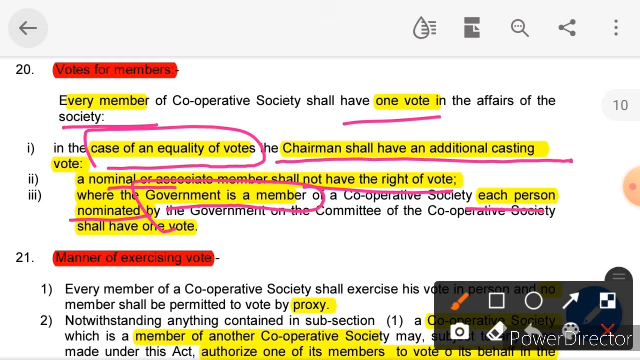 20. Votes for members:-
Every member of Co-operative Society shall have one vote in the affairs of the
society:
i) in the case of an equality of votes the Chairman shall have an additional casting
vote:
ii) a nominal or associate member shall not have the right of vote;
iii) where the Government is a member of a Co-operative Society each person
nominated by the Government on the Committee of the Co-operative Society
shall have one vote.
10
21. Manner of exercising vote:-
1) Every member of a Co-operative Society shall exercise his vote in person and no
member shall be permitted to vote by proxy.
2) Notwithstanding anything contained in sub-section (1) a Co-operative Society
which is a member of another Co-operative Society may,
made under this Act, authorize one of its members to vote o its behalf in the
PowerDirector